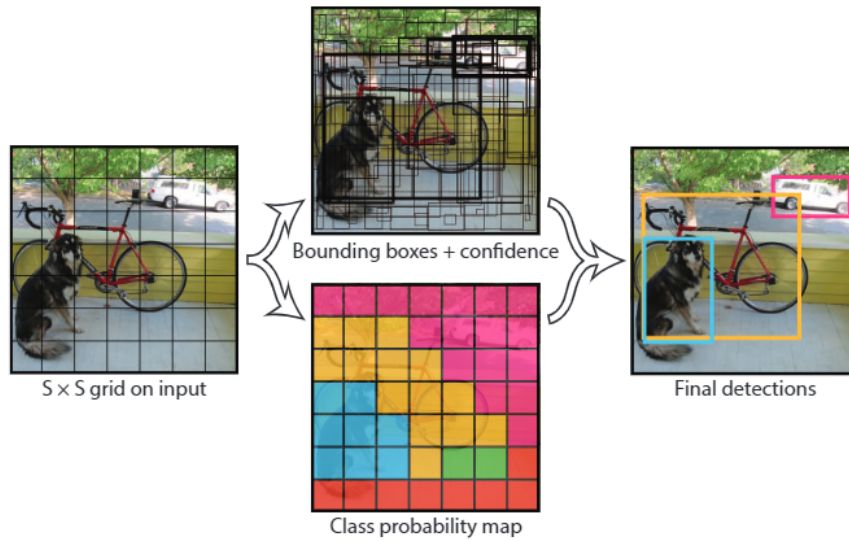 Bounding boxes + confidence
S × S grid on input
Final detections
Class probability map